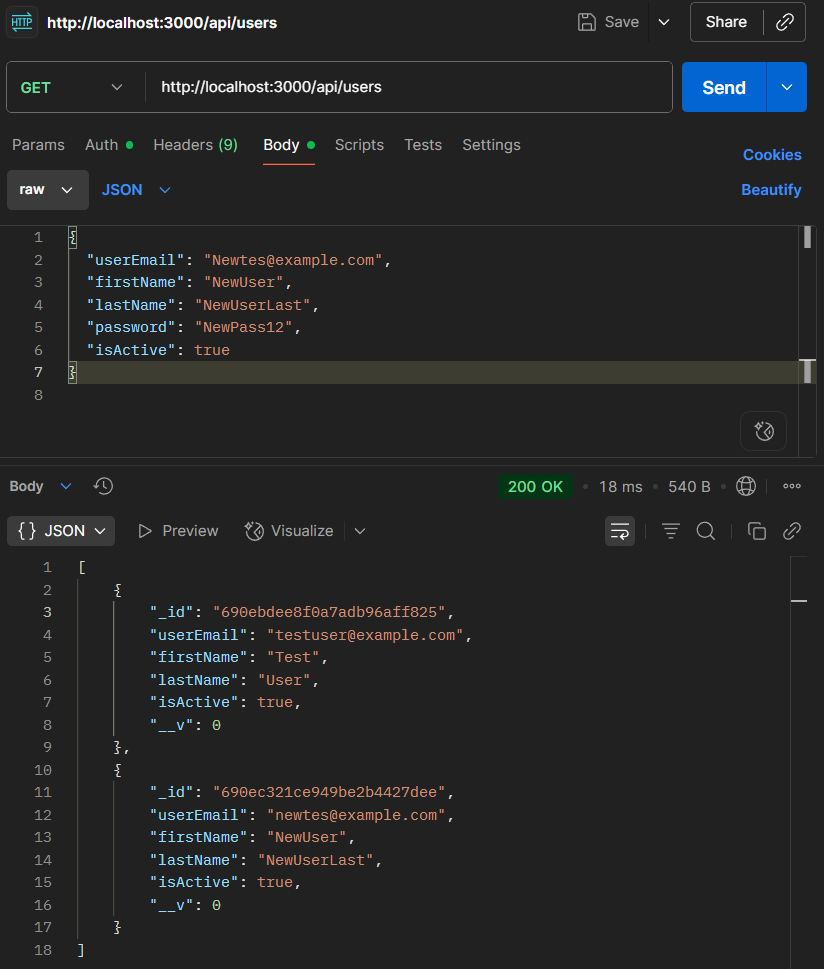 HTTP http://localhost:3000/api/users Save Share
GET http://localhost:3000/api/users Send
Params Auth Headers (9) Body Scripts Tests Settings
Cookies
raw JSON
Beautify
1 {
2 "userEmail": "Newtes@example.com",
3 "firstName": "NewUser",
4 "lastName": "NewUserLast",
5 "password": "NewPass12",
6 "isActive": true
7 }
8
Body 200 OK • 18 ms • 540 B •
{} JSON Preview Visualize
1 [
2 {
3 "_id": "690ebdee8f0a7adb96aff825",
4 "userEmail": "testuser@example.com",
5 "firstName": "Test",
6 "lastName": "User",
7 "isActive": true,
8 "__v": 0
9 },
10 {
11 "_id": "690ec321ce949be2b4427dee",
12 "userEmail": "newtes@example.com",
13 "firstName": "NewUser",
14 "lastName": "NewUserLast",
15 "isActive": true,
16 "__v": 0
17 }
18 ]